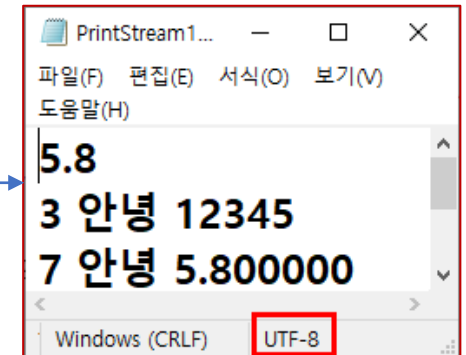 PrintStream1...
파일(F) 편집(E) 서식(O) 보기(V)
도움말(H)
5.8
3 안녕 12345
7 안녕 5.800000
Windows (CRLF) UTF-8